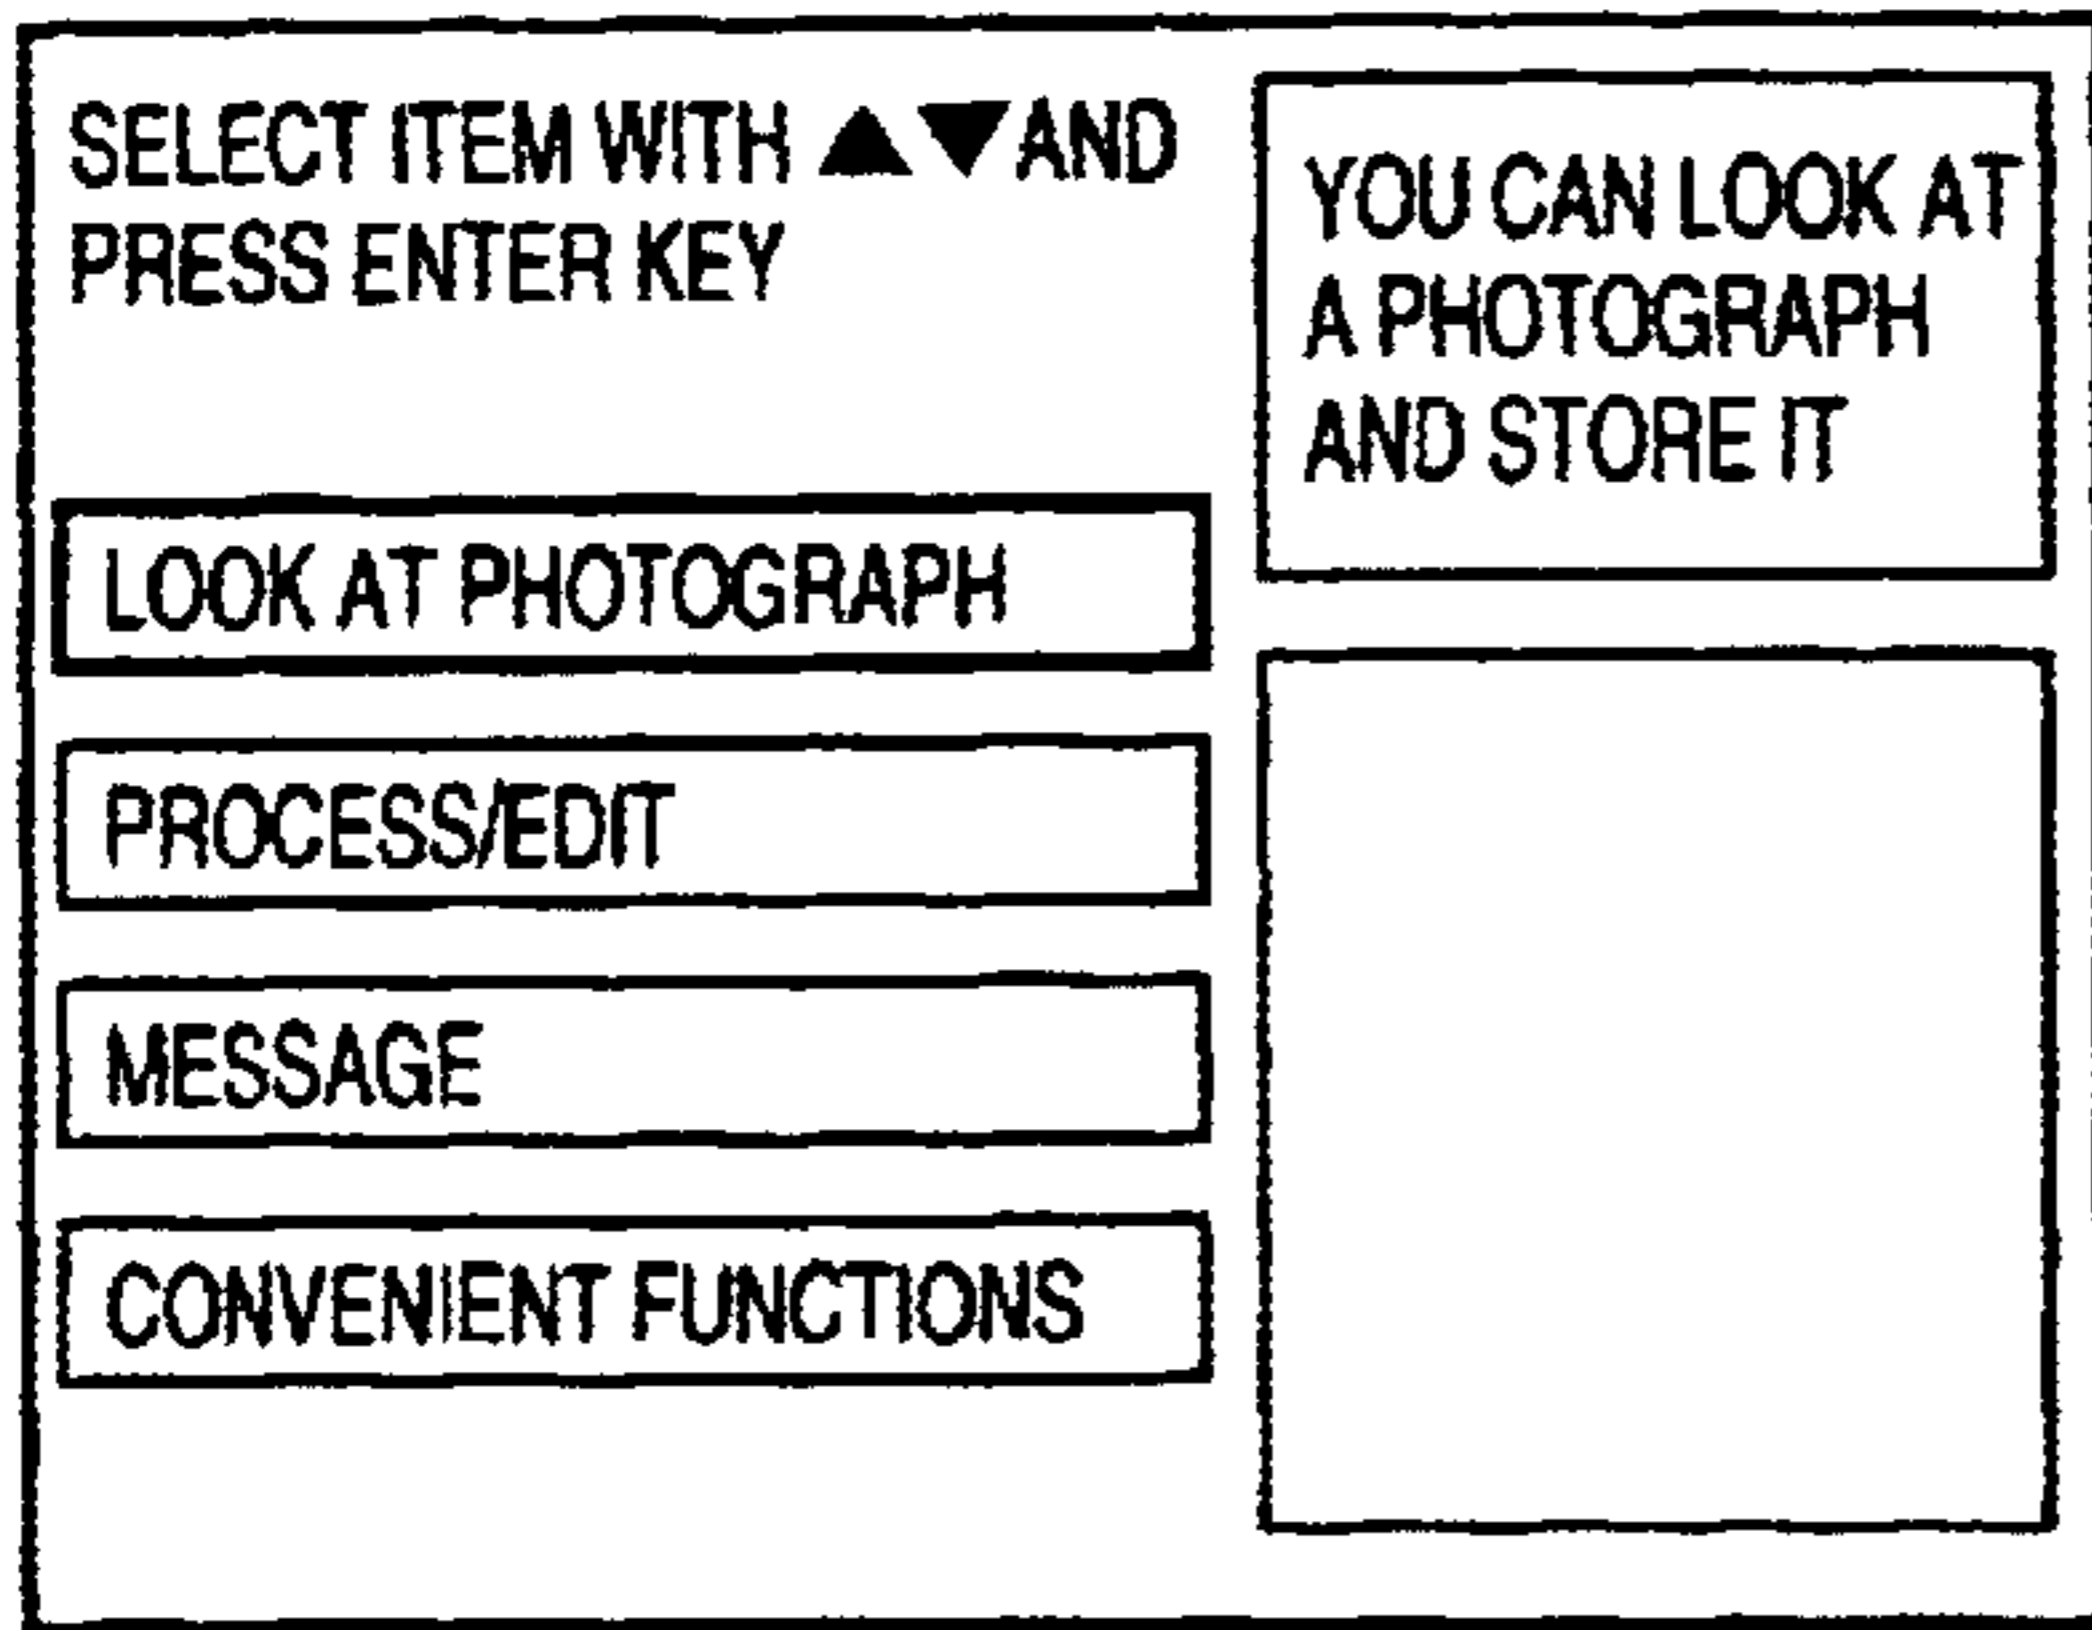 SELECT ITEM WITH ▲▼AND
PRESS ENTER KEY
YOU CAN LOOK AT
A PHOTOGRAPH
AND STORE IT
LOOK AT PHOTOGRAPH
PROCESS/EDIT
MESSAGE
CONVENIENT FUNCTIONS